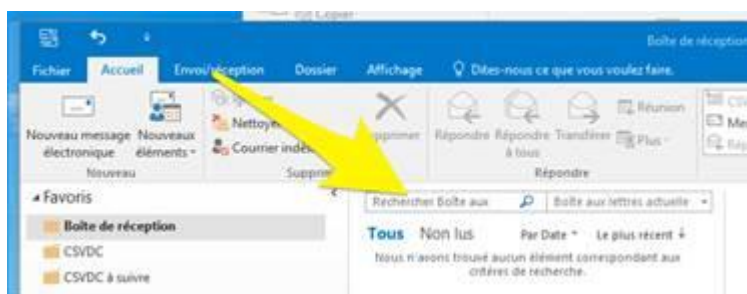 Copier
Boîte de réception
Fichier Accueil Envoi/réception Dossier Affichage Dites-nous ce que vous voulez faire.
Nouveau message électronique
Nouveaux éléments
Nettoyer
Courrier indés
Répondre
Répondre à tous
Transférer
Réunion
Plus
Nouveau
Répondre
Favoris
Boîte de réception
CSVDC
CSVDC à suivre
Rechercher Boîte aux
Boîte aux lettres actuelle
Tous Non lus Par Date Le plus récent
Nous n'avons trouvé aucun élément correspondant aux
critères de recherche.